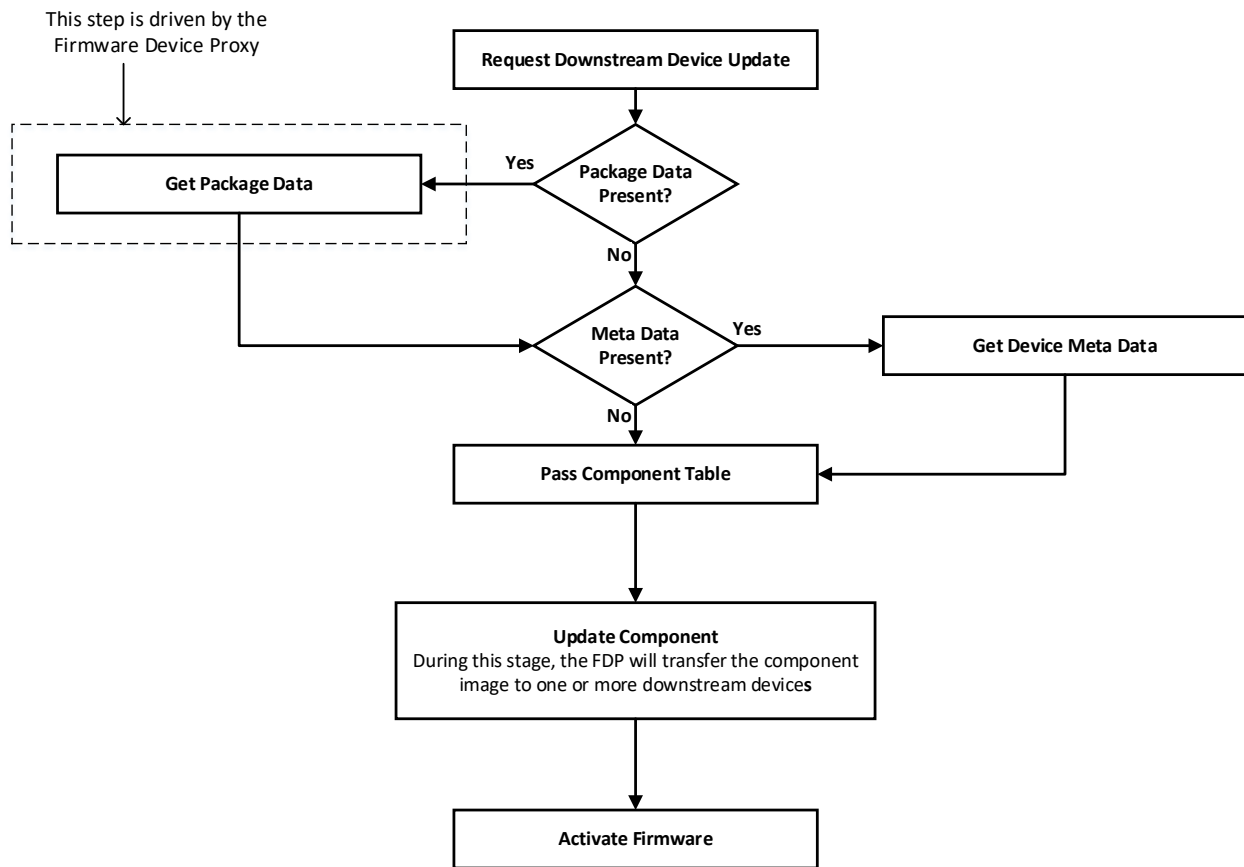 This step is driven by the
Firmware Device Proxy
Request Downstream Device Update
Yes
Package Data
Present?
Get Package Data
No
Meta Data
Present?
Yes
Get Device Meta Data
No
Pass Component Table
Update Component
During this stage, the FDP will transfer the component
image to one or more downstream devices
Activate Firmware